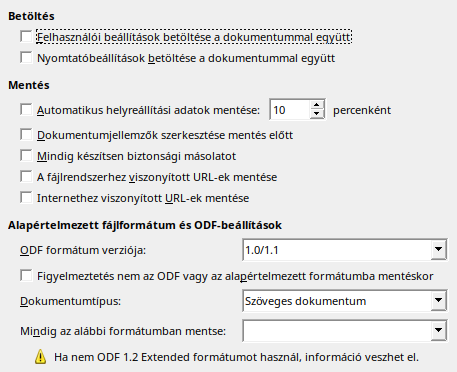 Betöltés
Felhasználói beállítások betöltése a dokumentummal együtt
Nyomtatóbeállítások betöltése a dokumentummal együtt
Mentés
Automatikus helyreállítási adatok mentése: 10 percenként
Dokumentumjellemzők szerkesztése mentés előtt
Mindig készítsen biztonsági másolatot
A fájlrendszerhez viszonyított URL-ek mentése
Internethez viszonyított URL-ek mentése
Alapértelmezett fájlformátum és ODF-beállítások
ODF formátum verziója: 1.0/1.1
Figyelmeztetés nem az ODF vagy az alapértelmezett formátumba mentéskor
Dokumentumtípus: Szöveges dokumentum
Mindig az alábbi formátumban mentse:
Ha nem ODF 1.2 Extended formátumot használ, információ veszhet el.